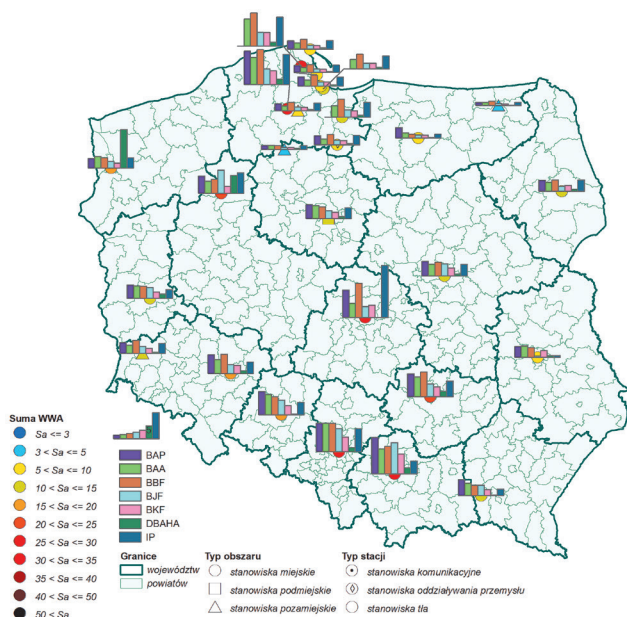 Suma WWA
Sa <= 3
3 < Sa <= 5
5 < Sa <= 10
10 < Sa <= 15
15 < Sa <= 20
20 < Sa <= 25
25 < Sa <= 30
30 < Sa <= 35
35 < Sa <= 40
40 < Sa <= 50
50 < Sa
BAP
BAA
BBF
BJF
BKF
DBAHA
IP
Granice
województw
powiatów
Typ obszaru
stanowiska miejskie
stanowiska podmiejskie
stanowiska pozamiejskie
Typ stacji
stanowiska komunikacyjne
stanowiska oddziaływania przemysłu
stanowiska tła